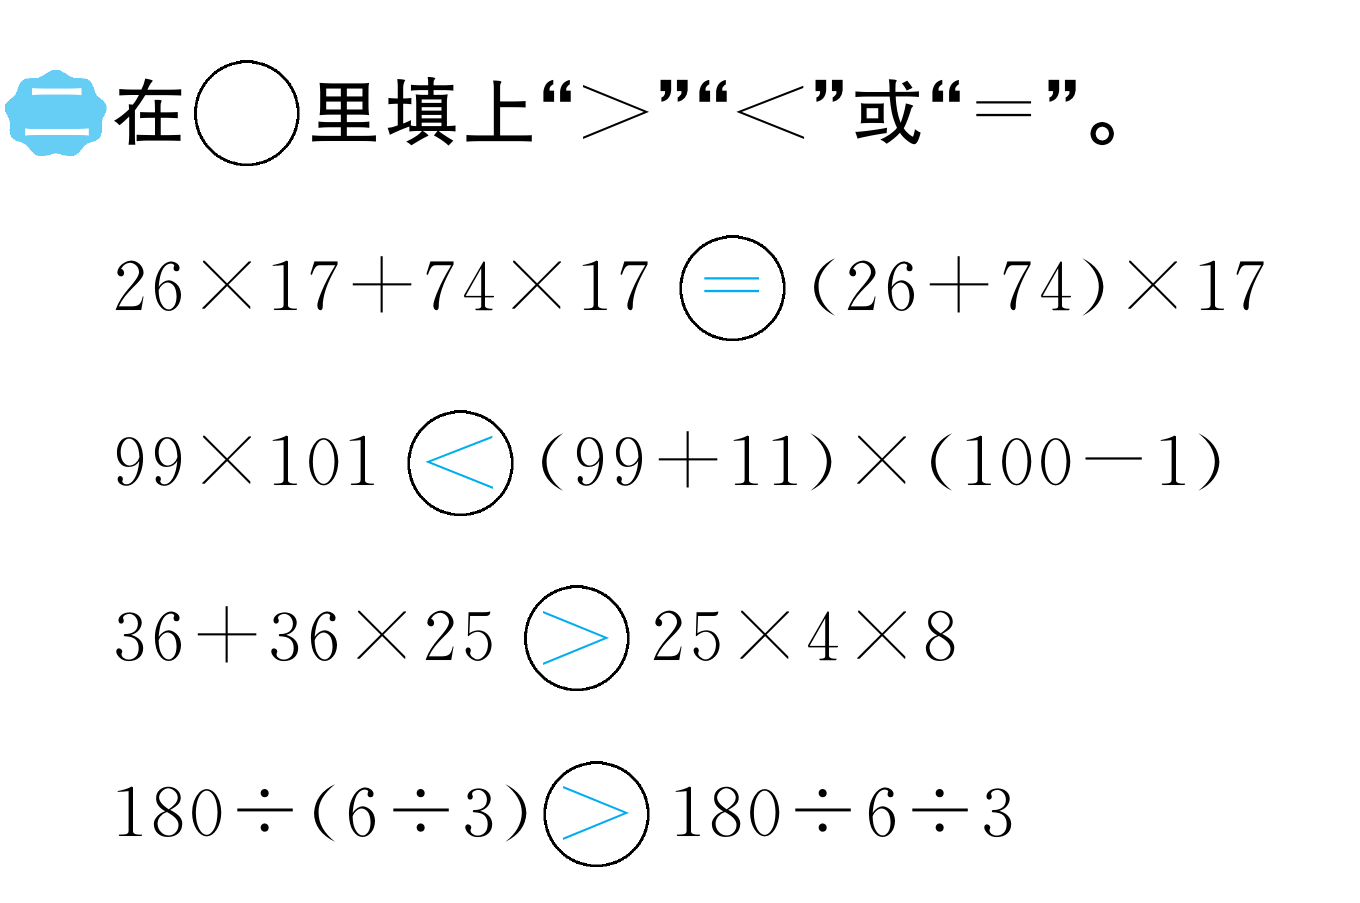 二 在○里填上“>”“<”或“=”。
26×17+74×17 = (26+74)×17
99×101 < (99+11)×(100-1)
36+36×25 > 25×4×8
180÷(6÷3) > 180÷6÷3